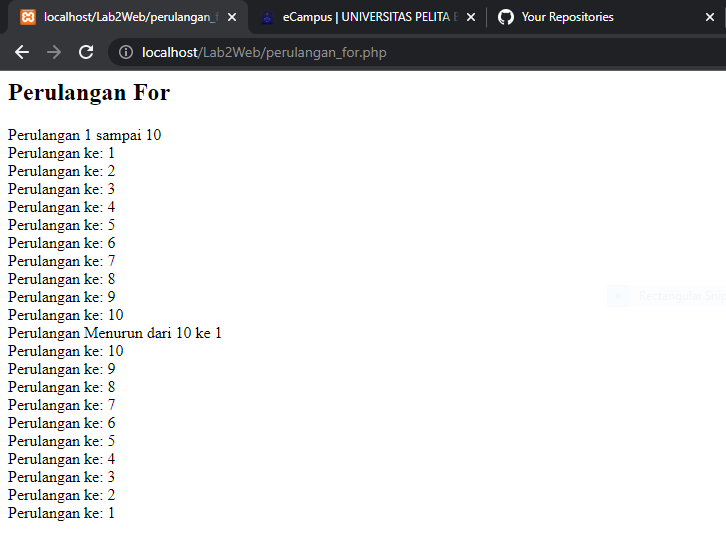 localhost/Lab2Web/perulangan_f
eCampus | UNIVERSITAS PELITA
Your Repositories
localhost/Lab2Web/perulangan_for.php
Perulangan For
Perulangan 1 sampai 10
Perulangan ke: 1
Perulangan ke: 2
Perulangan ke: 3
Perulangan ke: 4
Perulangan ke: 5
Perulangan ke: 6
Perulangan ke: 7
Perulangan ke: 8
Perulangan ke: 9
Perulangan ke: 10
Perulangan Menurun dari 10 ke 1
Perulangan ke: 10
Perulangan ke: 9
Perulangan ke: 8
Perulangan ke: 7
Perulangan ke: 6
Perulangan ke: 5
Perulangan ke: 4
Perulangan ke: 3
Perulangan ke: 2
Perulangan ke: 1